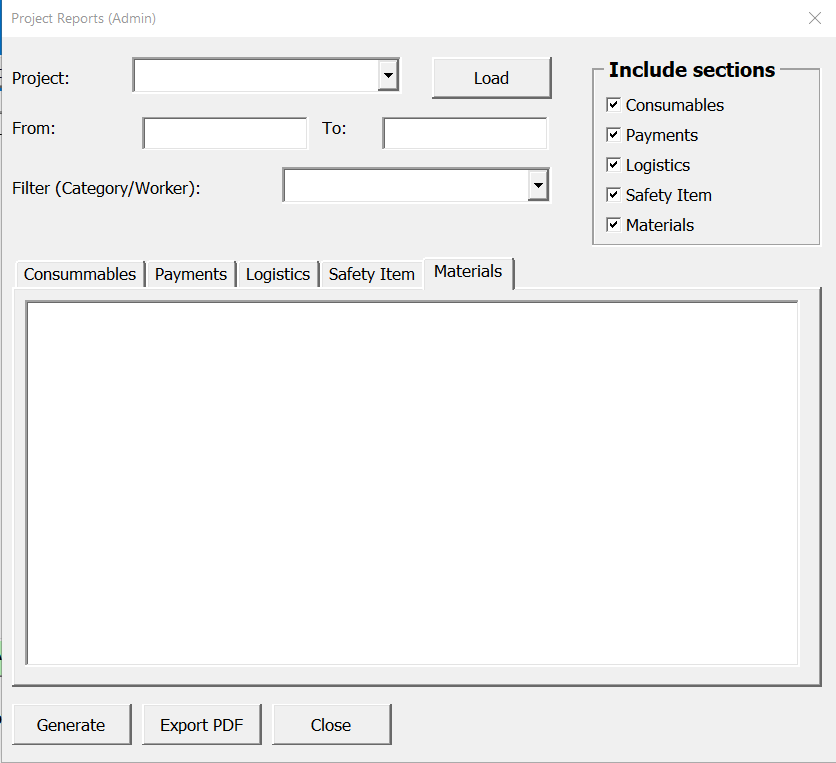 Project Reports (Admin)
Project:
Load
From:
To:
Filter (Category/Worker):
Include sections
Consumables
Payments
Logistics
Safety Item
Materials
Consummables Payments Logistics Safety Item Materials
Generate Export PDF Close